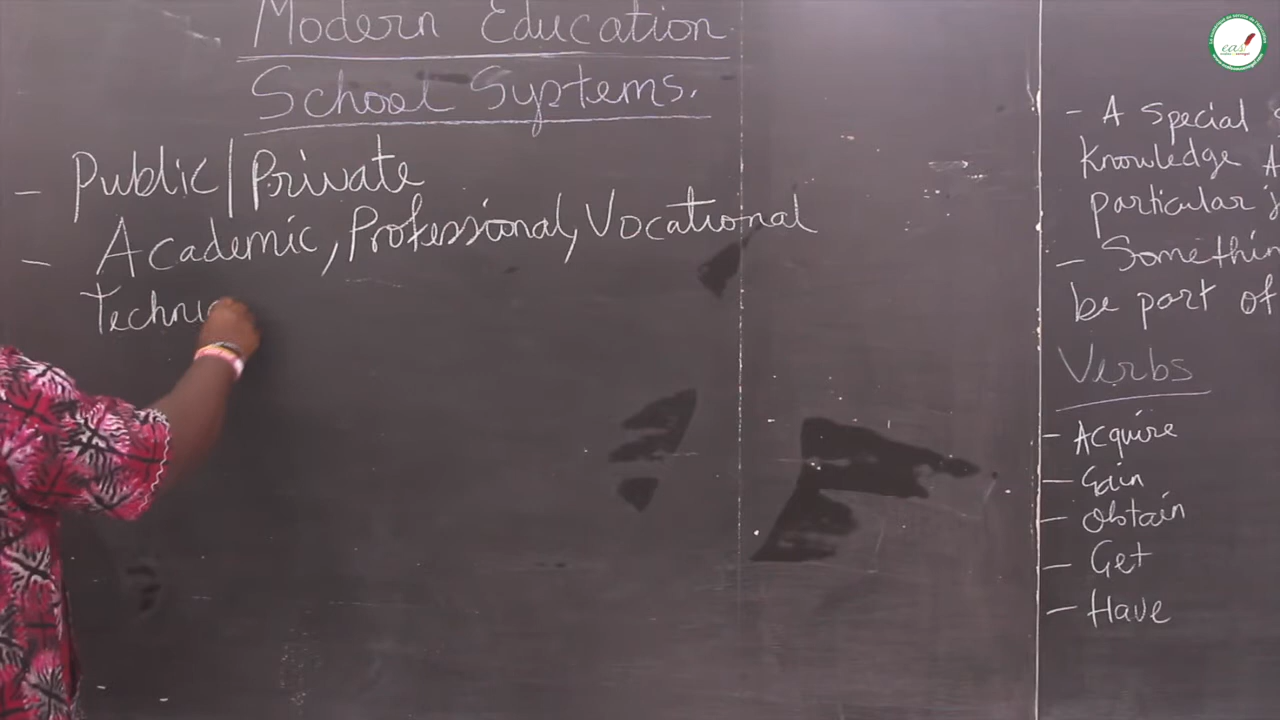 Modern Education
School Systems.
- Public/Private
- Academic, Professional, Vocational
Techni
- A special
Knowledge
particular
- Somethin
be part of
Verbs
- Acquire
- Gain
- Obtain
- Get
- Have
eas